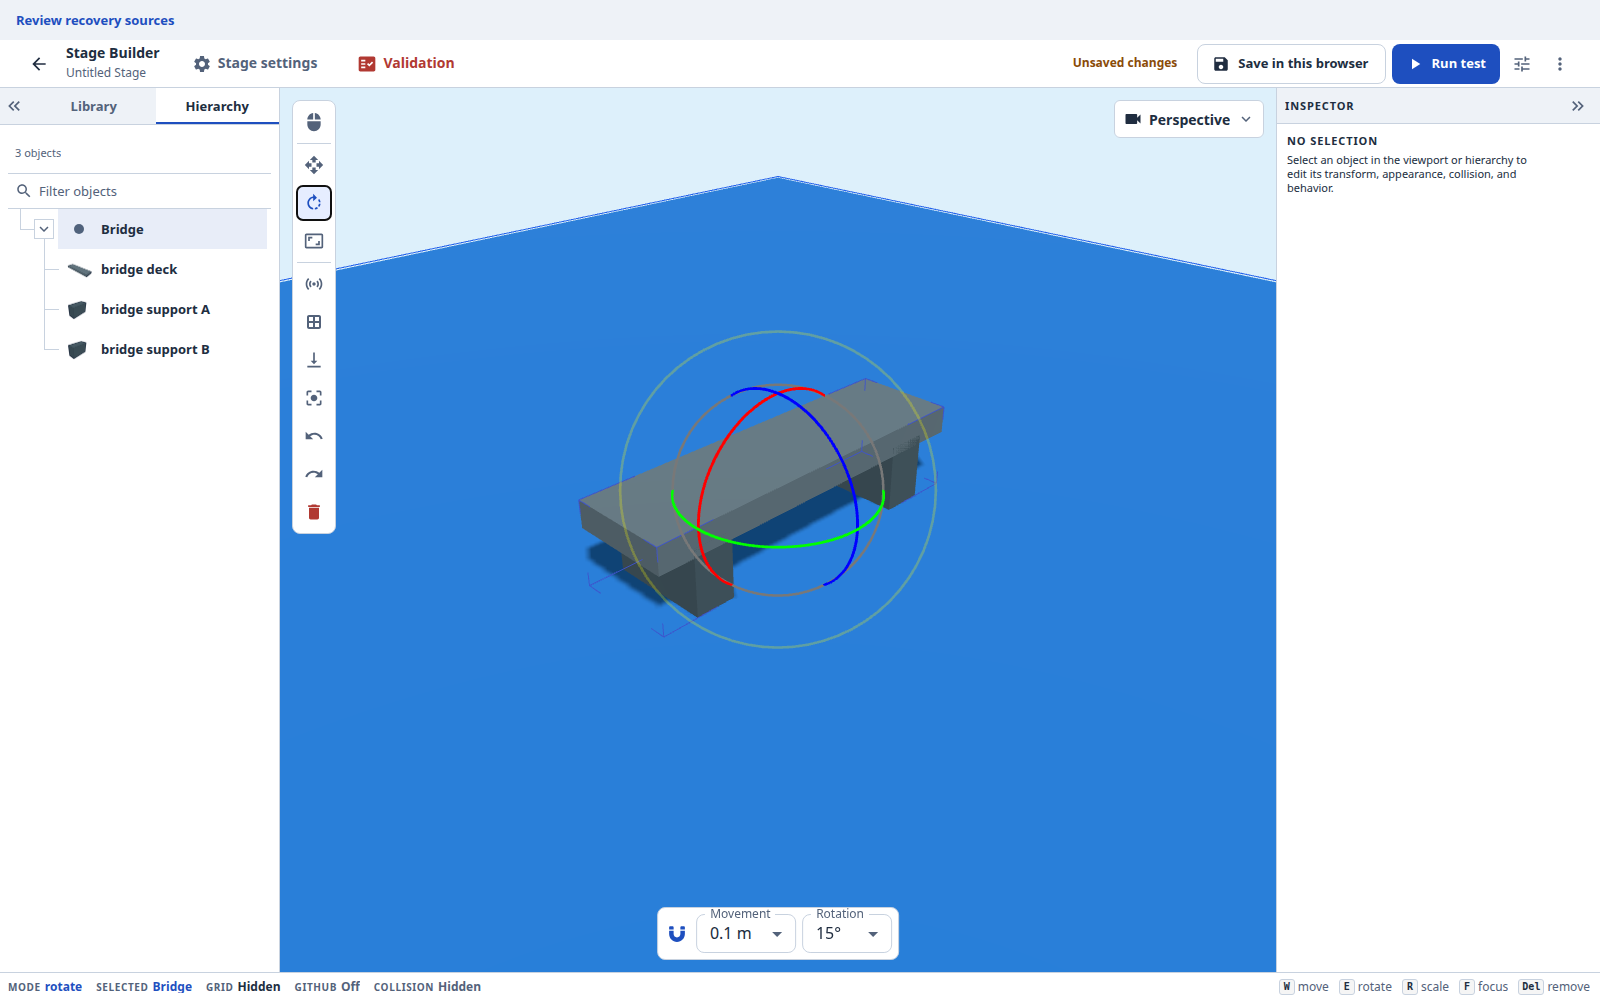 Review recovery sources
Stage Builder
Untitled Stage
Stage settings
Validation
Unsaved changes
Save in this browser
Run test
Library
Hierarchy
3 objects
Filter objects
Bridge
bridge deck
bridge support A
bridge support B
Perspective
INSPECTOR
NO SELECTION
Select an object in the viewport or hierarchy to
edit its transform, appearance, collision, and
behavior.
Movement
0.1 m
Rotation
15°
MODE rotate SELECTED Bridge GRID Hidden GITHUB Off COLLISION Hidden
W move E rotate R scale F focus Del remove